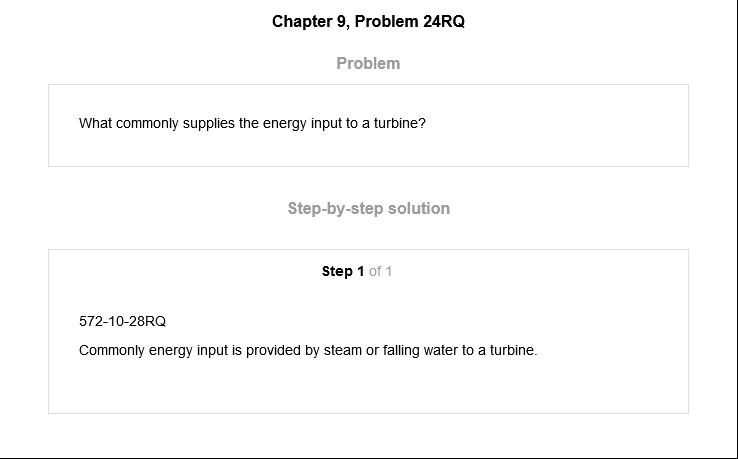 Chapter 9, Problem 24RQ
Problem
What commonly supplies the energy input to a turbine?
Step-by-step solution
Step 1 of 1
572-10-28RQ
Commonly energy input is provided by steam or falling water to a turbine.